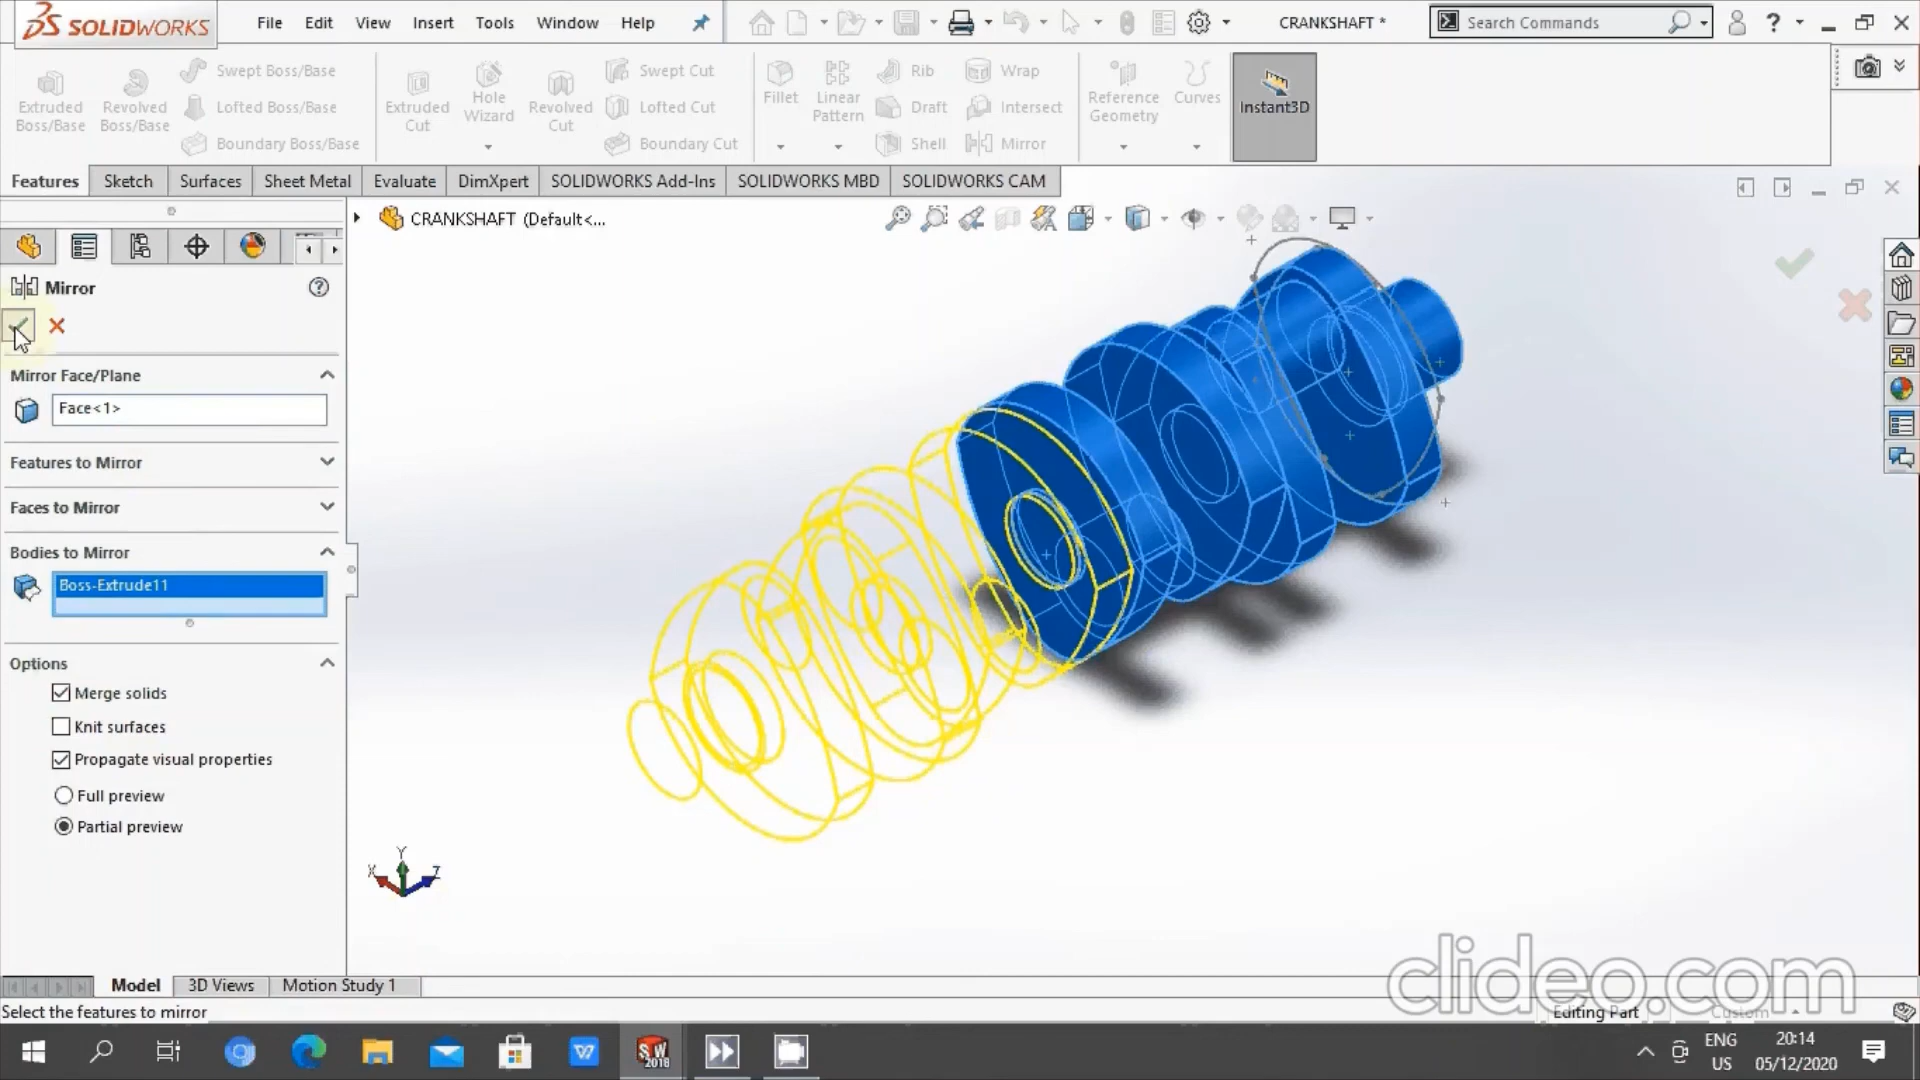 SOLIDWORKS
File Edit View Insert Tools Window Help
CRANKSHAFT *
Search Commands
Extruded Boss/Base
Revolved Boss/Base
Swept Boss/Base
Lofted Boss/Base
Boundary Boss/Base
Extruded Cut
Hole Wizard
Revolved Cut
Swept Cut
Lofted Cut
Boundary Cut
Fillet
Linear Pattern
Rib
Draft
Shell
Wrap
Intersect
Mirror
Reference Geometry
Curves
Instant3D
Features Sketch Surfaces Sheet Metal Evaluate DimXpert SOLIDWORKS Add-Ins SOLIDWORKS MBD SOLIDWORKS CAM
CRANKSHAFT (Default<...
Mirror
Mirror Face/Plane
Face<1>
Features to Mirror
Faces to Mirror
Bodies to Mirror
Boss-Extrude11
Options
Merge solids
Knit surfaces
Propagate visual properties
Full preview
Partial preview
Y
X Z
Model 3D Views Motion Study 1
clideo.com
Select the features to mirror
Editing Part
Custom
SW
2018
ENG
US
20:14
05/12/2020